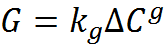 G = k_g ΔC^g